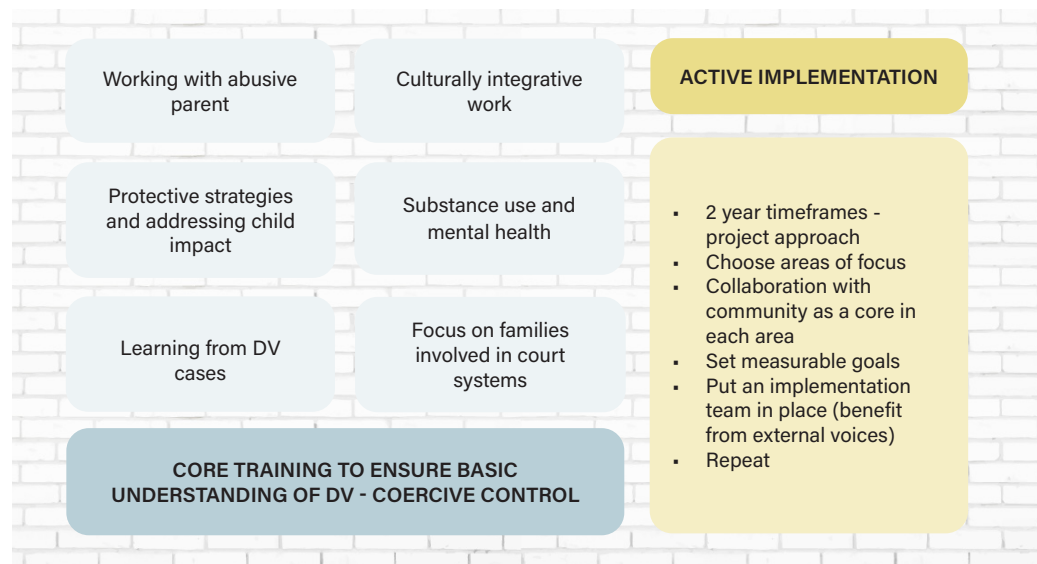 Working with abusive
parent
Culturally integrative
work
Protective strategies
and addressing child
impact
Substance use and
mental health
Learning from DV
cases
Focus on families
involved in court
systems
CORE TRAINING TO ENSURE BASIC
UNDERSTANDING OF DV - COERCIVE CONTROL
ACTIVE IMPLEMENTATION
▪ 2 year timeframes -
project approach
▪ Choose areas of focus
▪ Collaboration with
community as a core in
each area
▪ Set measurable goals
▪ Put an implementation
team in place (benefit
from external voices)
▪ Repeat